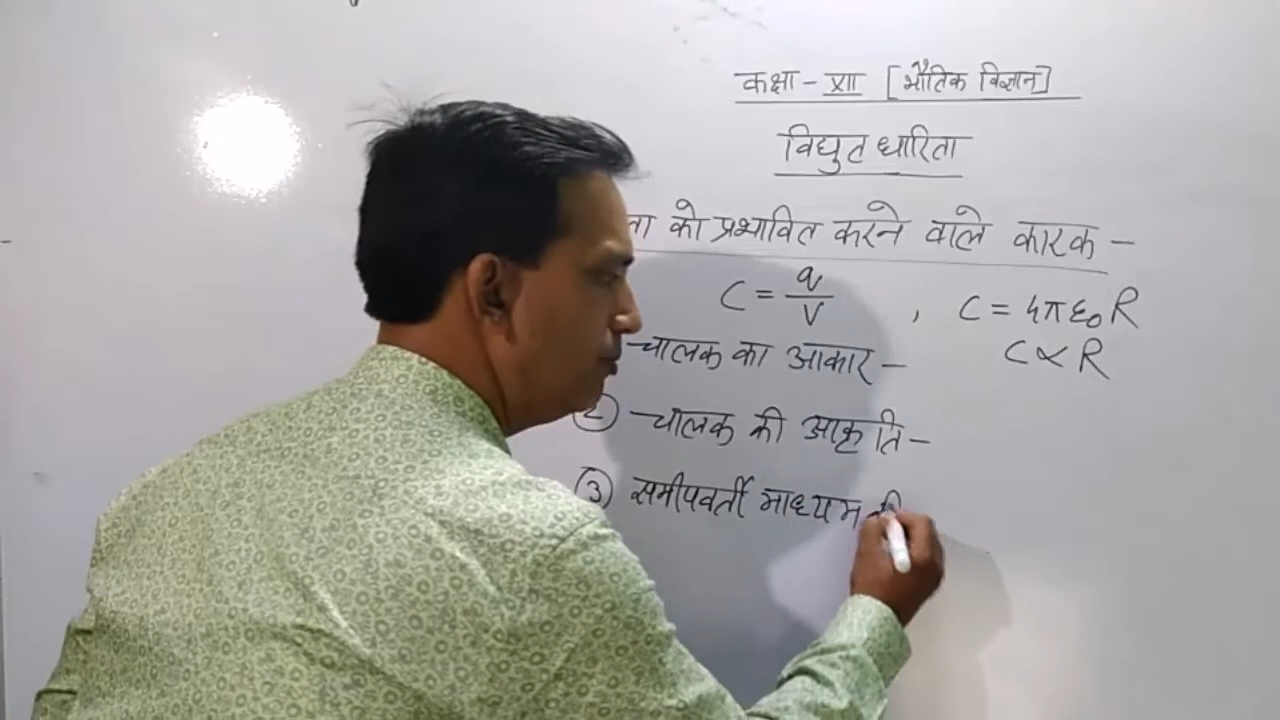 कक्षा - XII [भौतिक विज्ञान]
विद्युत धारिता
को प्रभावित करने वाले कारक -
C = q/V , C = 4πε₀R
C ∝ R
चालक का आकार -
② चालक की आकृति -
③ समीपवर्ती माध्यम